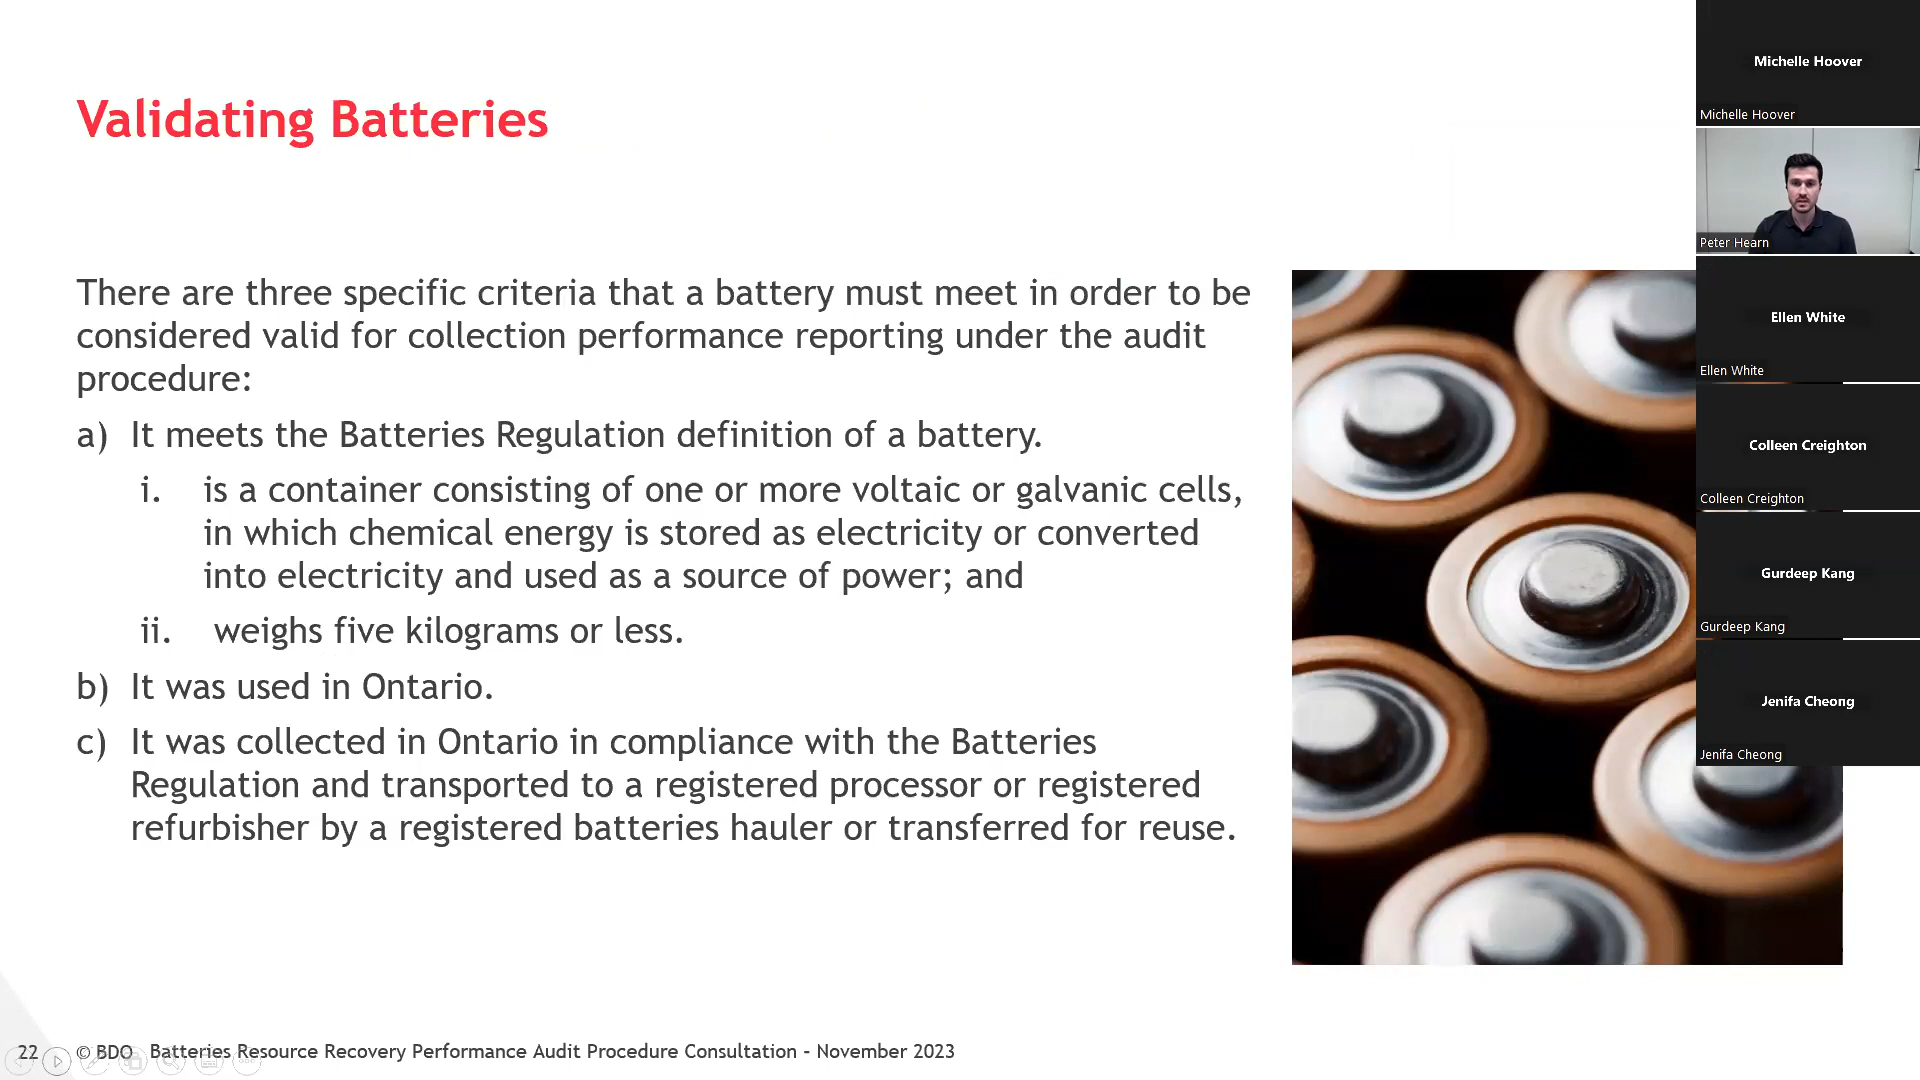 Validating Batteries
There are three specific criteria that a battery must meet in order to be
considered valid for collection performance reporting under the audit
procedure:
a) It meets the Batteries Regulation definition of a battery.
i. is a container consisting of one or more voltaic or galvanic cells,
in which chemical energy is stored as electricity or converted
into electricity and used as a source of power; and
ii. weighs five kilograms or less.
b) It was used in Ontario.
c) It was collected in Ontario in compliance with the Batteries
Regulation and transported to a registered processor or registered
refurbisher by a registered batteries hauler or transferred for reuse.
22 © BDO Batteries Resource Recovery Performance Audit Procedure Consultation – November 2023
Michelle Hoover
Michelle Hoover
Peter Hearn
Ellen White
Ellen White
Colleen Creighton
Colleen Creighton
Gurdeep Kang
Gurdeep Kang
Jenifa Cheong
Jenifa Cheong